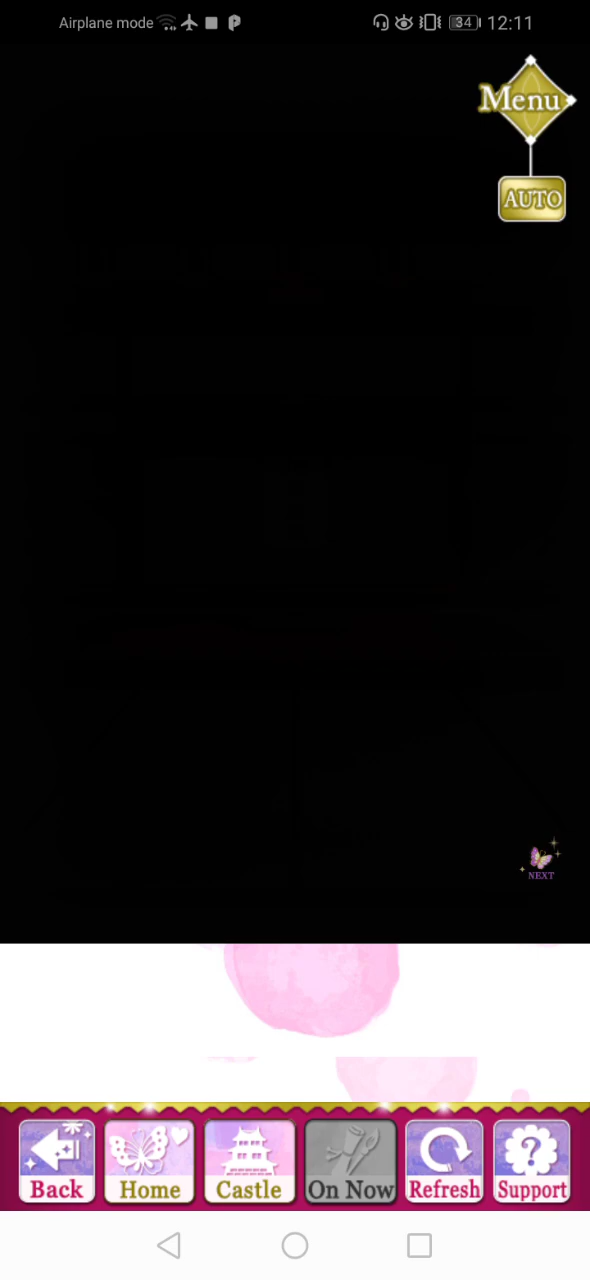 Airplane mode 34 12:11
Menu
AUTO
NEXT
Back Home Castle On Now Refresh Support